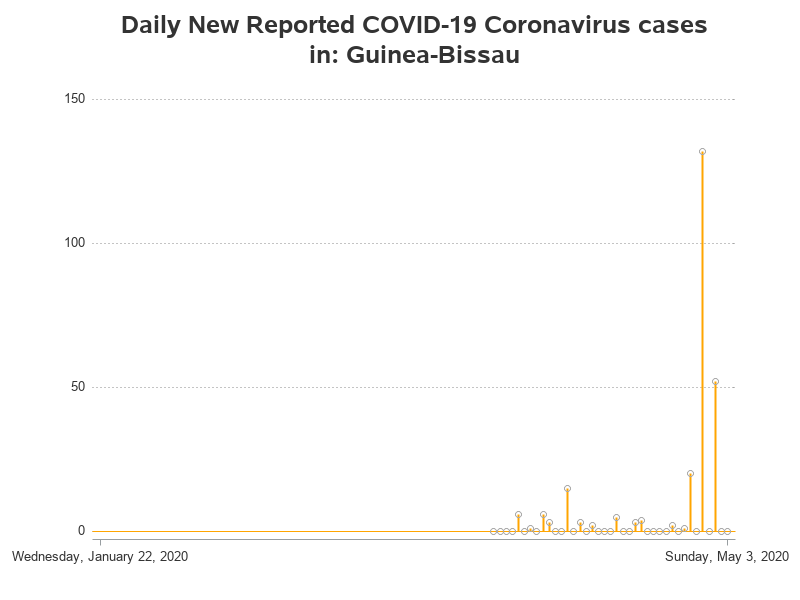 Daily New Reported COVID-19 Coronavirus cases
in: Guinea-Bissau
150
100
50
0
Wednesday, January 22, 2020
Sunday, May 3, 2020